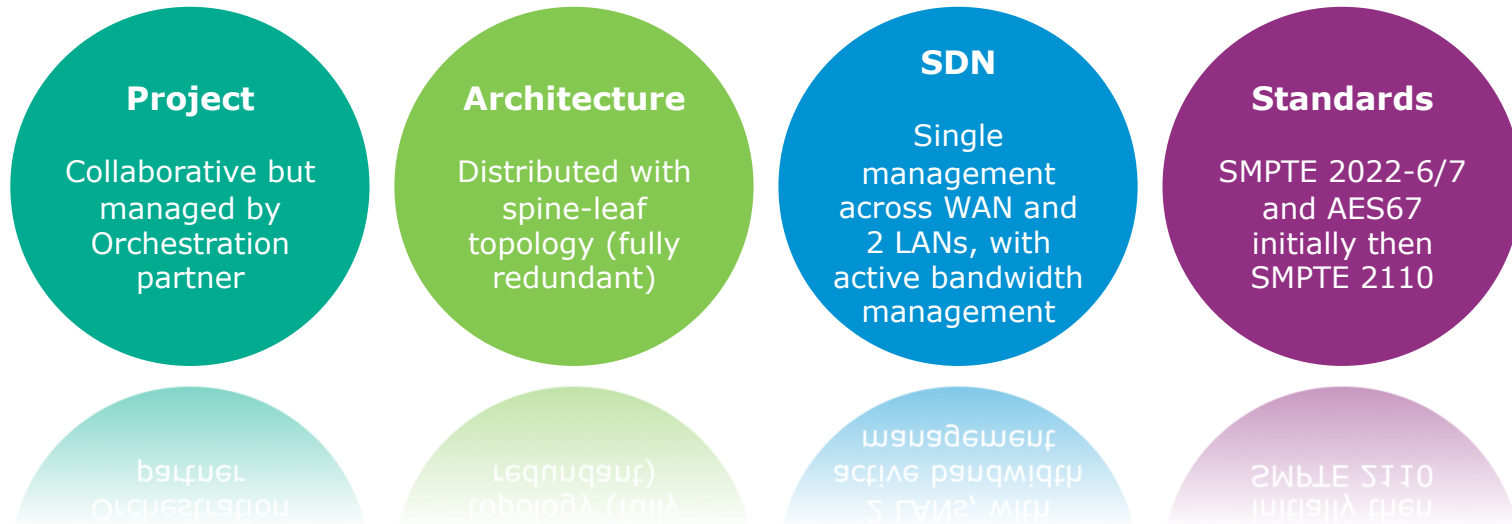 Project
Collaborative but
managed by
Orchestration
partner
Architecture
Distributed with
spine-leaf
topology (fully
redundant)
SDN
Single
management
across WAN and
2 LANs, with
active bandwidth
management
Standards
SMPTE 2022-6/7
and AES67
initially then
SMPTE 2110